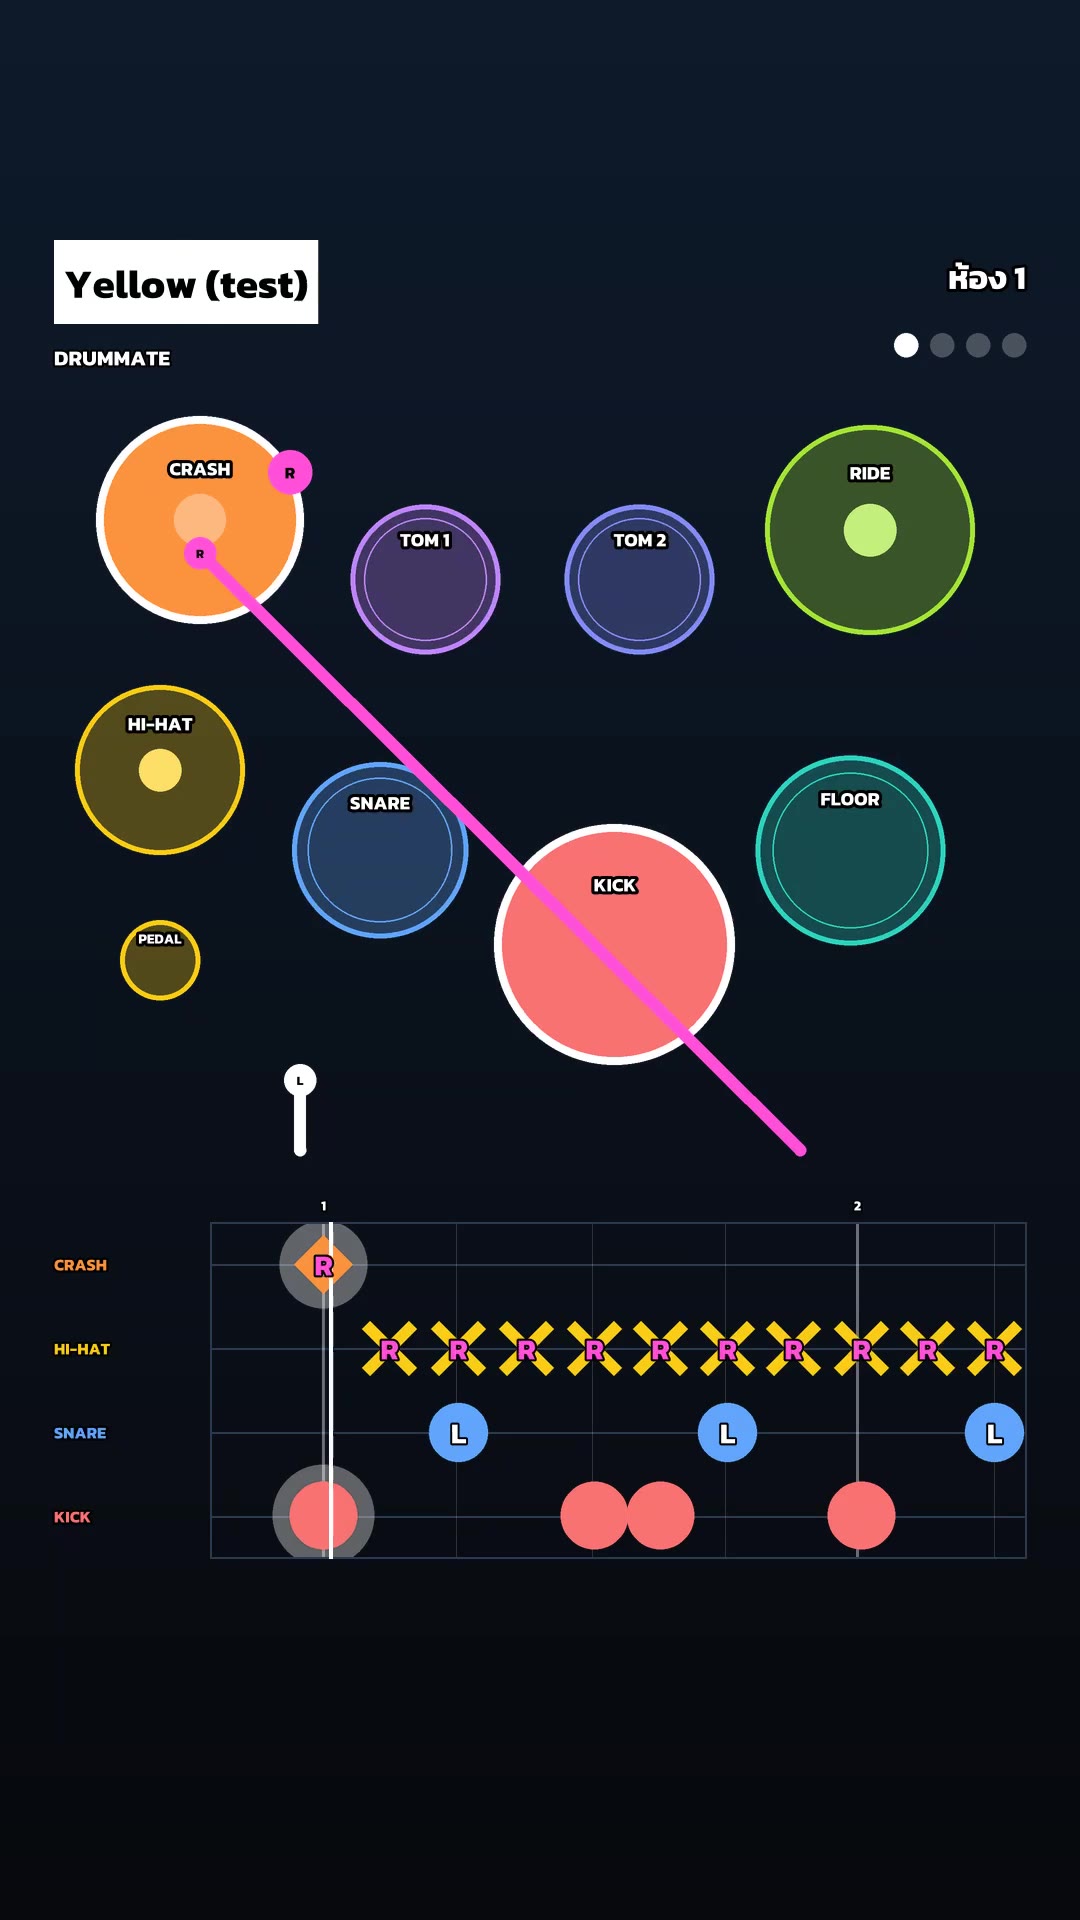 Yellow (test)
ห้อง 1
DRUMMATE
CRASH
R
R
TOM 1
TOM 2
RIDE
HI-HAT
SNARE
FLOOR
KICK
PEDAL
L
1
2
CRASH
R
HI-HAT
R R R R R R R R R R
SNARE
L L L
KICK